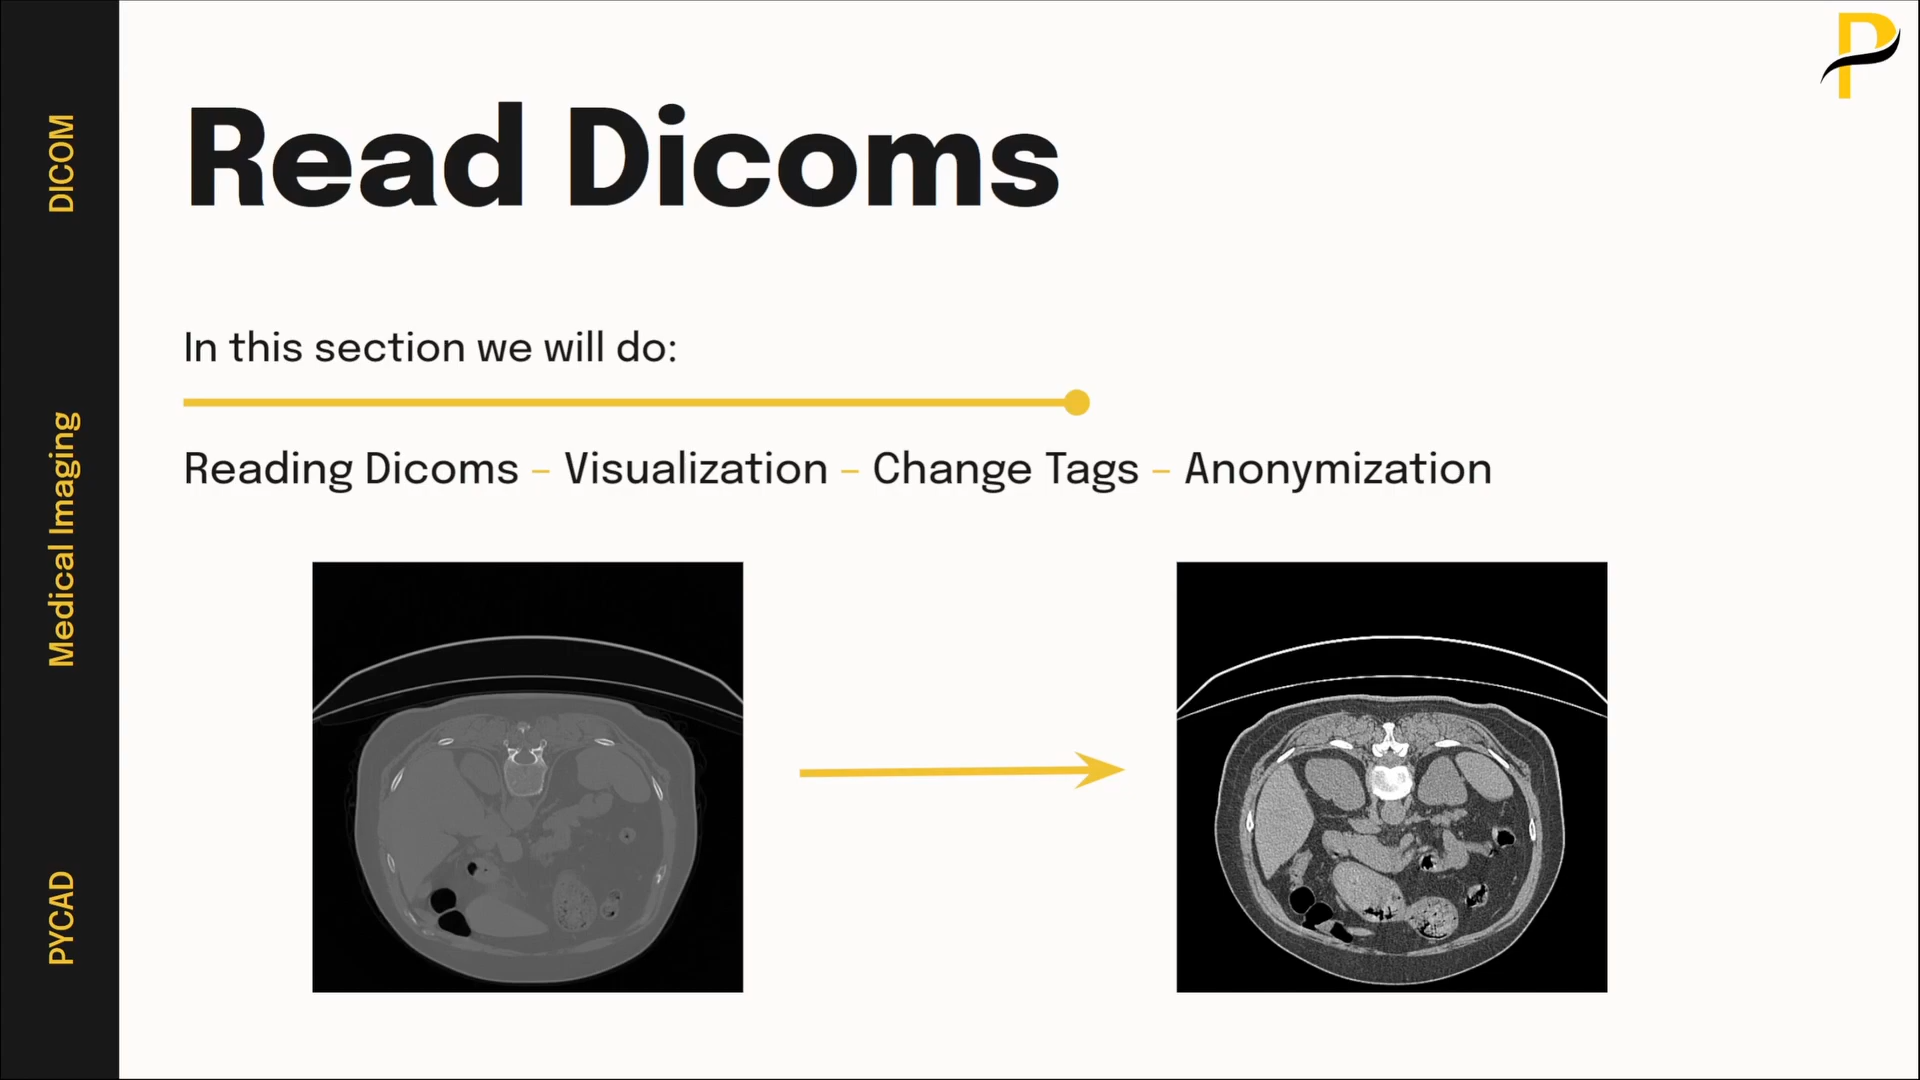 DICOM
Medical Imaging
PYCAD
P
Read Dicoms
In this section we will do:
Reading Dicoms – Visualization – Change Tags – Anonymization